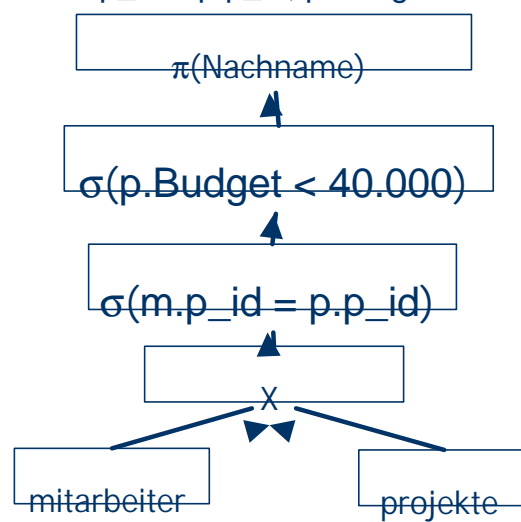 π(Nachname)
σ(p.Budget < 40.000)
σ(m.p_id = p.p_id)
X
mitarbeiter
projekte